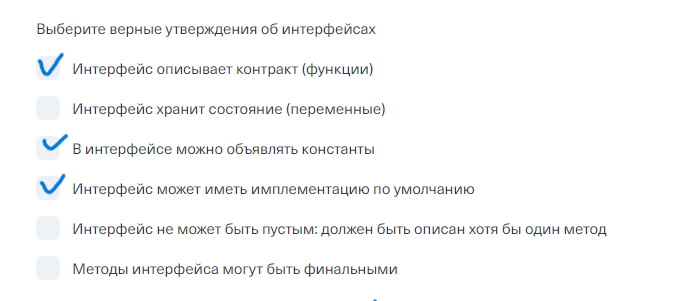 Выберите верные утверждения об интерфейсах
Интерфейс описывает контракт (функции)
Интерфейс хранит состояние (переменные)
В интерфейсе можно объявлять константы
Интерфейс может иметь имплементацию по умолчанию
Интерфейс не может быть пустым: должен быть описан хотя бы один метод
Методы интерфейса могут быть финальными